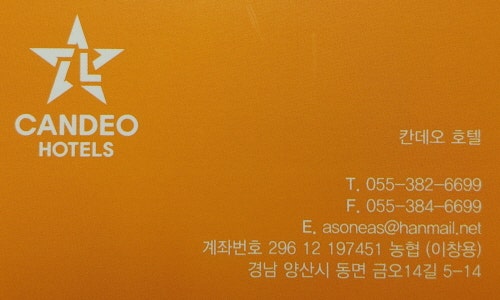 CANDEO
HOTELS
칸데오 호텔
T. 055-382-6699
F. 055-384-6699
E. asoneas@hanmail.net
계좌번호 296 12 197451 농협 (이창용)
경남 양산시 동면 금오14길 5-14